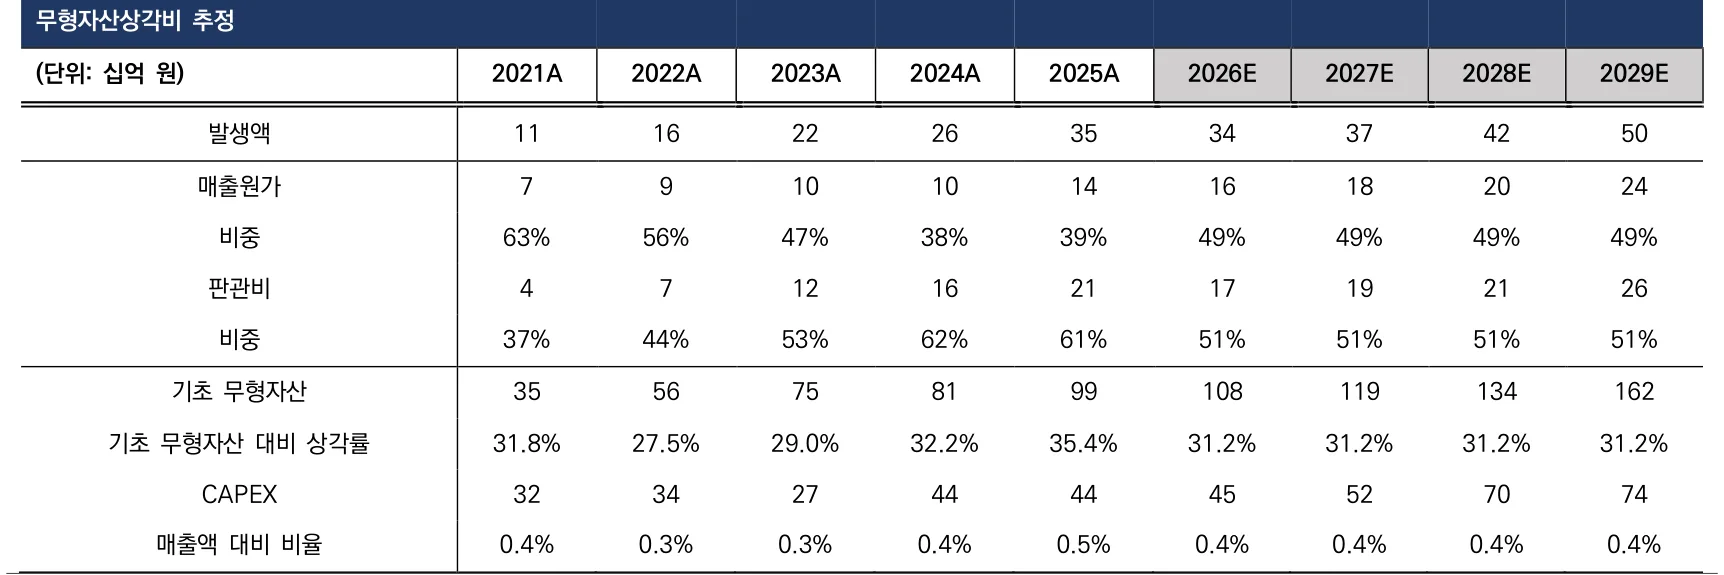 무형자산상각비 추정
(단위: 십억 원) 2021A 2022A 2023A 2024A 2025A 2026E 2027E 2028E 2029E
발생액 11 16 22 26 35 34 37 42 50
매출원가 7 9 10 10 14 16 18 20 24
비중 63% 56% 47% 38% 39% 49% 49% 49% 49%
판관비 4 7 12 16 21 17 19 21 26
비중 37% 44% 53% 62% 61% 51% 51% 51% 51%
기초 무형자산 35 56 75 81 99 108 119 134 162
기초 무형자산 대비 상각률 31.8% 27.5% 29.0% 32.2% 35.4% 31.2% 31.2% 31.2% 31.2%
CAPEX 32 34 27 44 44 45 52 70 74
매출액 대비 비율 0.4% 0.3% 0.3% 0.4% 0.5% 0.4% 0.4% 0.4% 0.4%